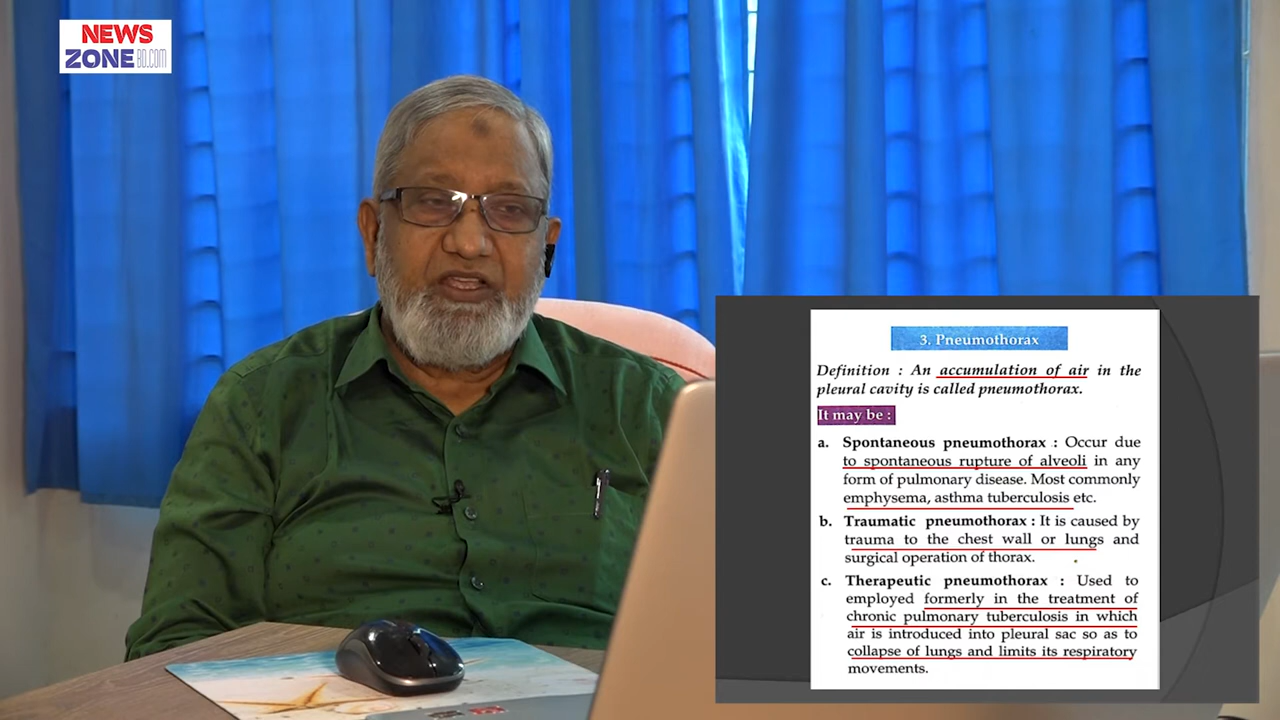 NEWS
ZONEBD.COM
3. Pneumothorax
Definition : An accumulation of air in the
pleural cavity is called pneumothorax.
It may be :
a. Spontaneous pneumothorax : Occur due
to spontaneous rupture of alveoli in any
form of pulmonary disease. Most commonly
emphysema, asthma tuberculosis etc.
b. Traumatic pneumothorax : It is caused by
trauma to the chest wall or lungs and
surgical operation of thorax.
c. Therapeutic pneumothorax : Used to
employed formerly in the treatment of
chronic pulmonary tuberculosis in which
air is introduced into pleural sac so as to
collapse of lungs and limits its respiratory
movements.